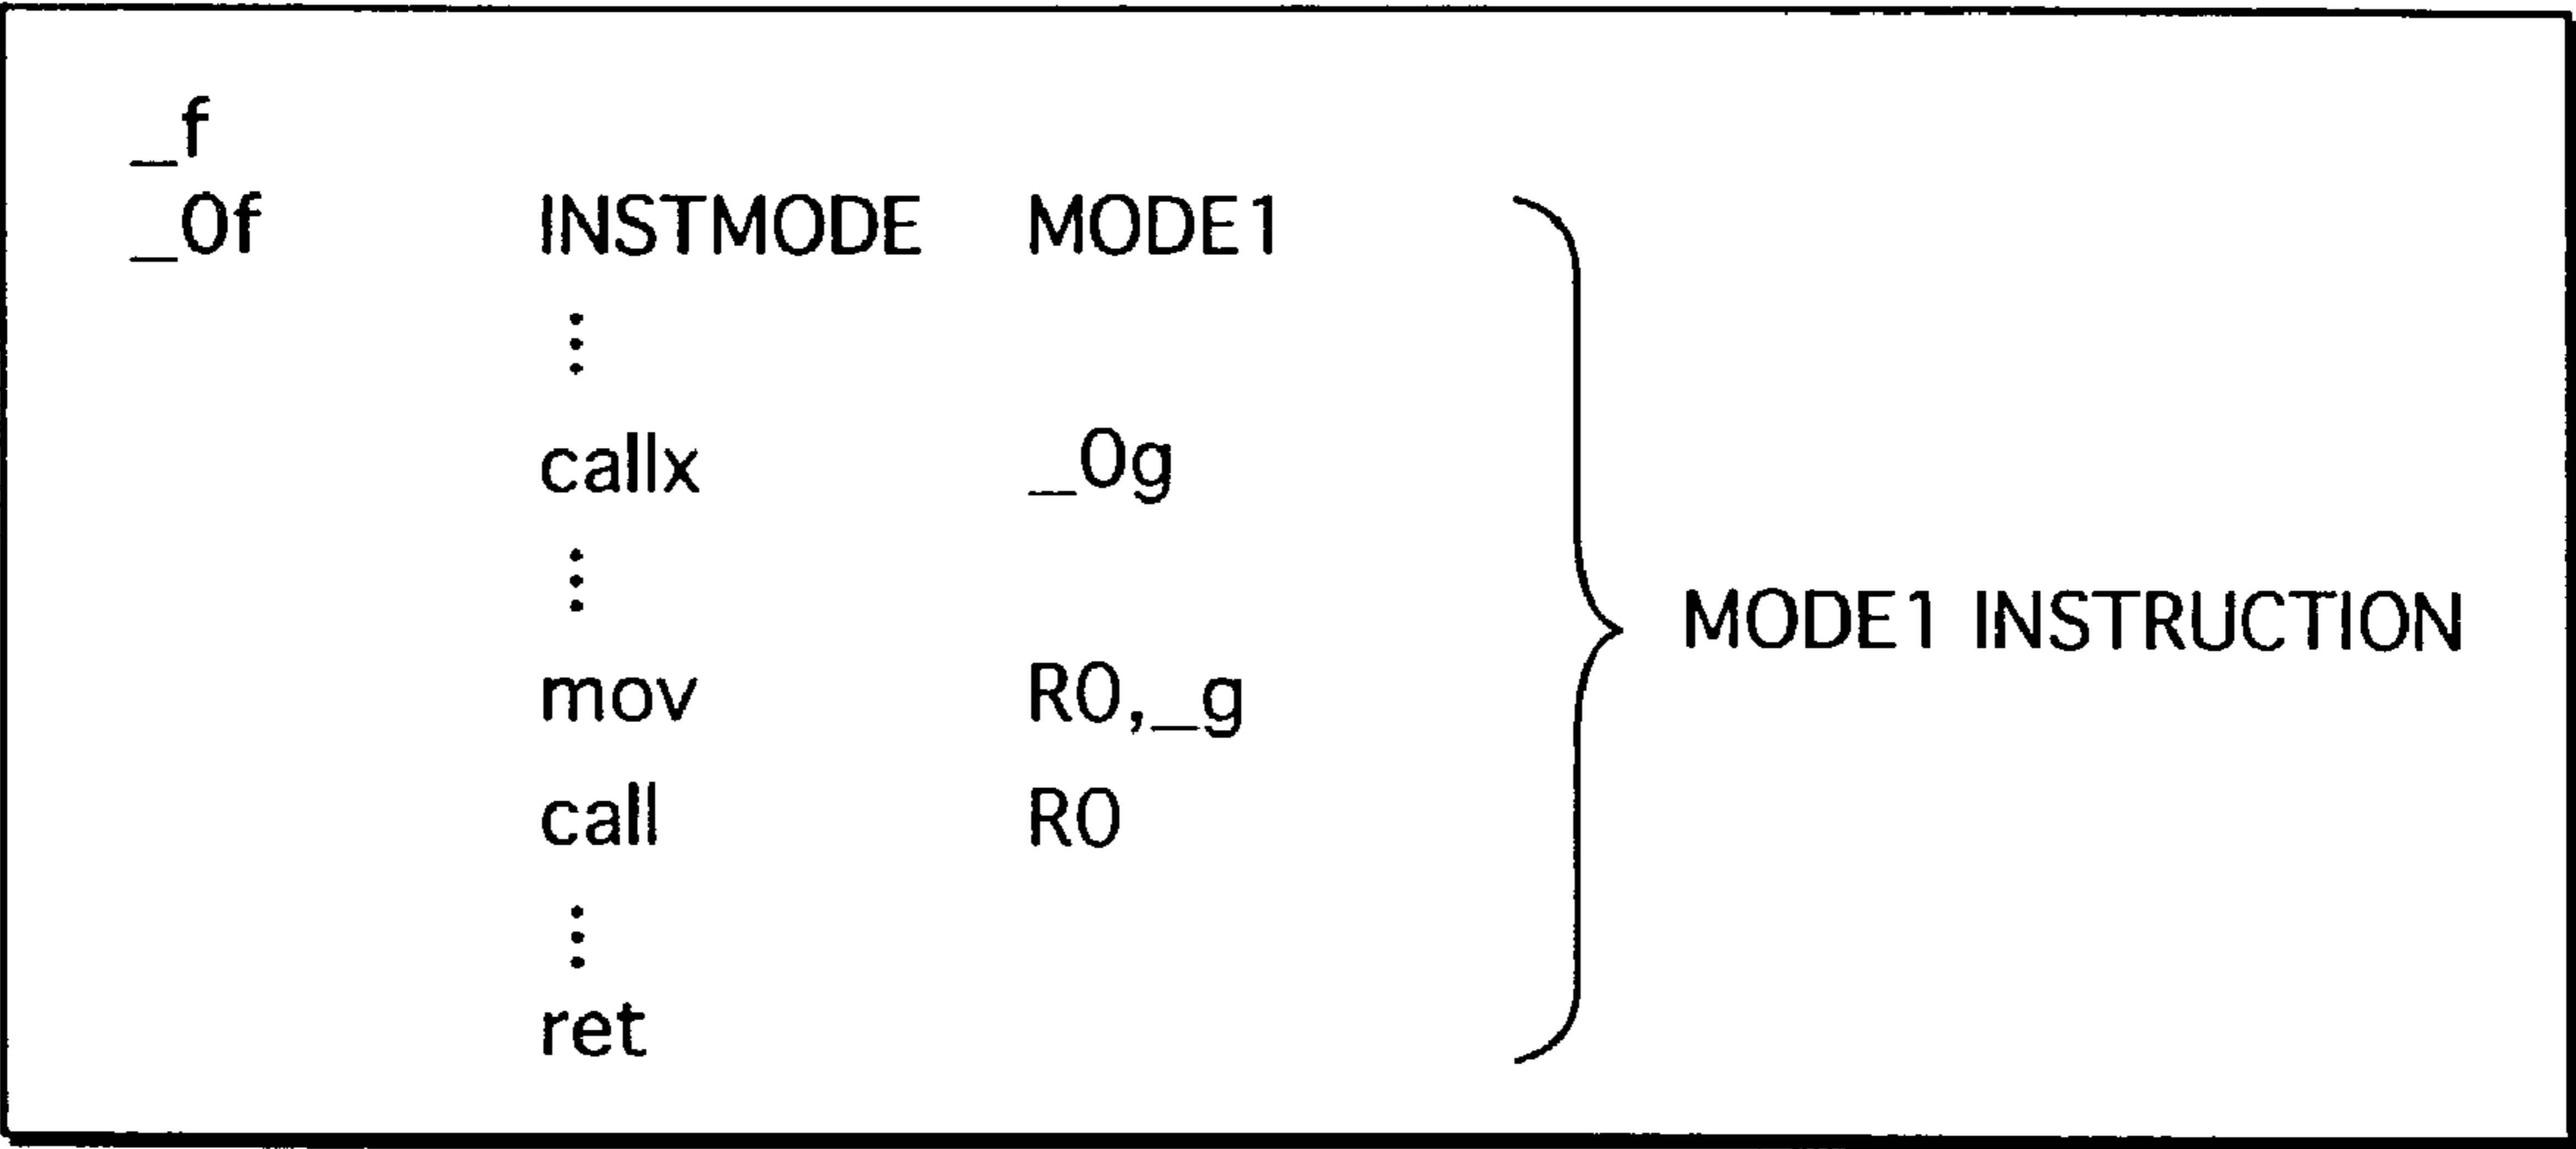 _f
_0f INSTMODE MODE1
⋮
callx _0g
⋮
mov R0,_g
call R0
⋮
ret
MODE1 INSTRUCTION